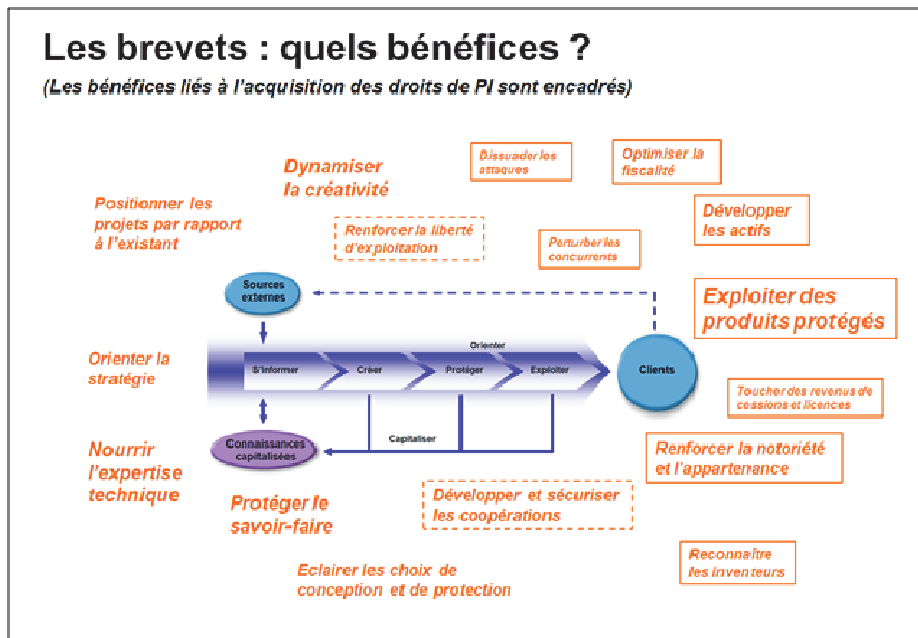 Les brevets : quels bénéfices ?
(Les bénéfices liés à l'acquisition des droits de PI sont encadrés)
Dissuader les
attaques
Optimiser la
fiscalité
Dynamiser
la créativité
Positionner les
projets par rapport
à l'existant
Développer
les actifs
Renforcer la liberté
d'exploitation
Perturber les
concurrents
Sources
externes
Exploiter des
produits protégés
Orienter
Orienter la
stratégie
S'informer
Créer
Protéger
Exploiter
Clients
Toucher des revenus de
cessions et licences
Capitaliser
Connaissances
capitalisées
Nourrir
l'expertise
technique
Renforcer la notoriété
et l'appartenance
Protéger le
savoir-faire
Développer et sécuriser
les coopérations
Reconnaître
les inventeurs
Eclairer les choix de
conception et de protection